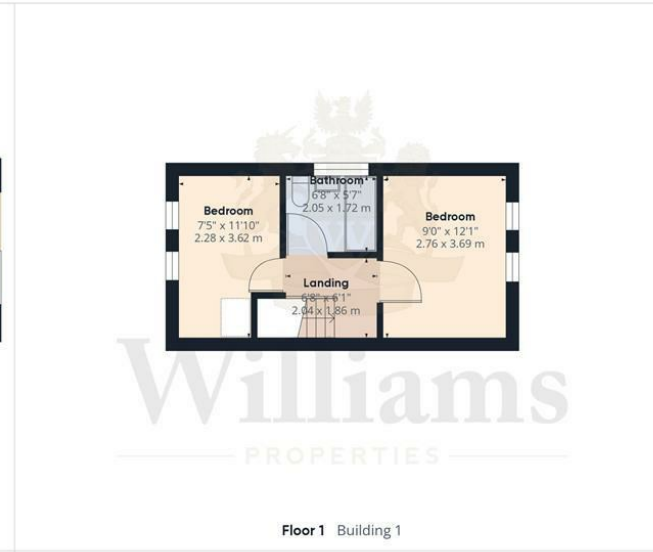 Bathroom
6'8" x 5'7"
2.05 x 1.72 m
Bedroom
7'5" x 11'10"
2.28 x 3.62 m
Bedroom
9'0" x 12'1"
2.76 x 3.69 m
Landing
6'8" x 6'1"
2.04 x 1.86 m
Williams
PROPERTIES
Floor 1 Building 1